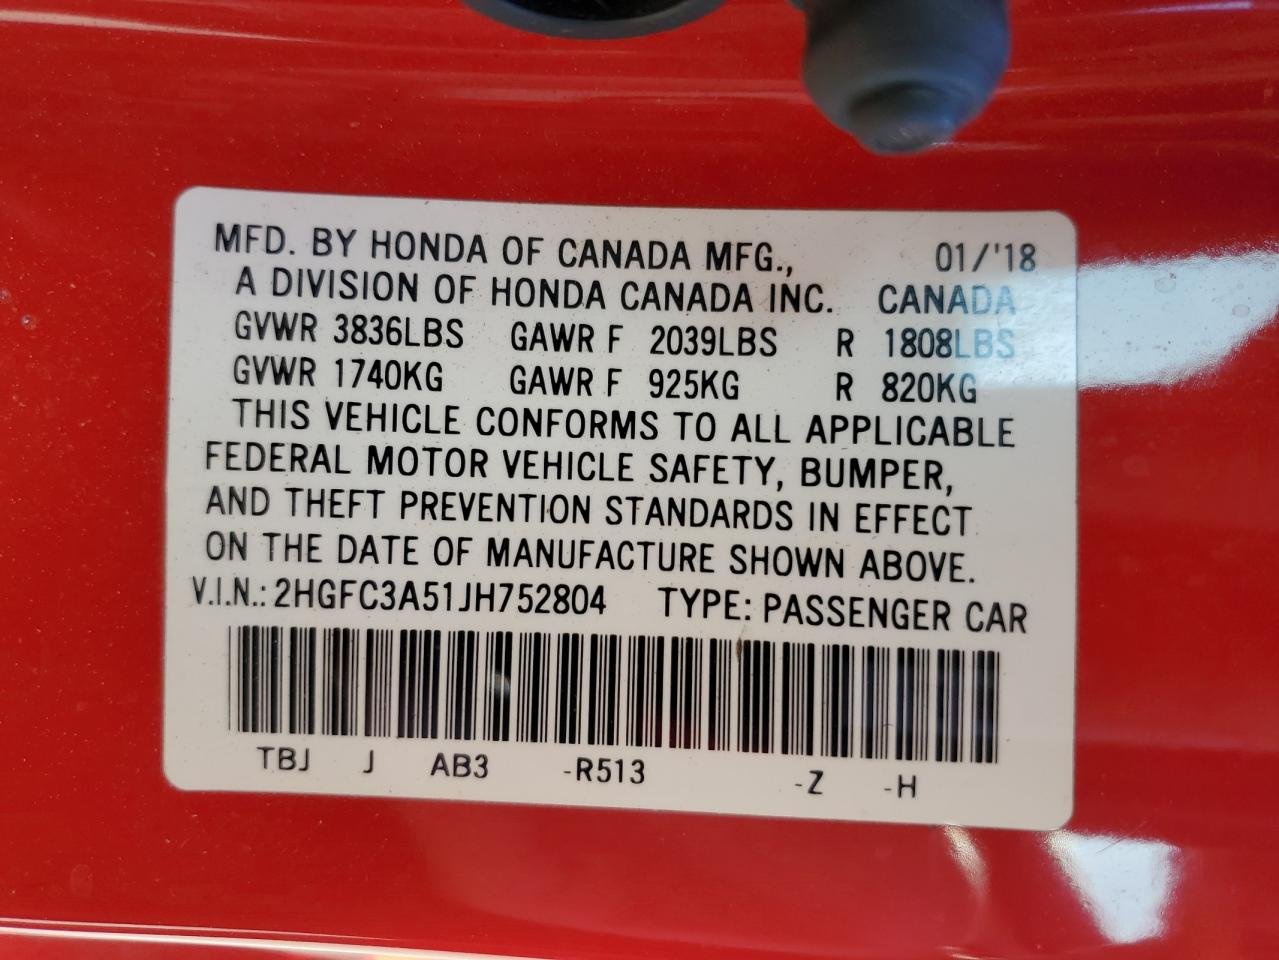 MFD. BY HONDA OF CANADA MFG., 01/'18
A DIVISION OF HONDA CANADA INC. CANADA
GVWR 3836LBS GAWR F 2039LBS R 1808LBS
GVWR 1740KG GAWR F 925KG R 820KG
THIS VEHICLE CONFORMS TO ALL APPLICABLE
FEDERAL MOTOR VEHICLE SAFETY, BUMPER,
AND THEFT PREVENTION STANDARDS IN EFFECT
ON THE DATE OF MANUFACTURE SHOWN ABOVE.
V.I.N.: 2HGFC3A51JH752804 TYPE: PASSENGER CAR
TBJ J AB3 -R513 -Z -H